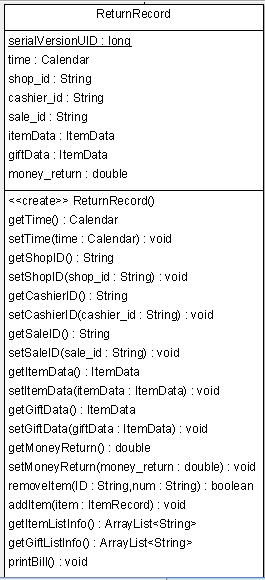 ReturnRecord
serialVersionUID : long
time : Calendar
shop_id : String
cashier_id : String
sale_id : String
itemData : ItemData
giftData : ItemData
money_return : double
<<create>> ReturnRecord()
getTime() : Calendar
setTime(time : Calendar) : void
getShopID() : String
setShopID(shop_id : String) : void
getCashierID() : String
setCashierID(cashier_id : String) : void
getSaleID() : String
setSaleID(sale_id : String) : void
getItemData() : ItemData
setItemData(itemData : ItemData) : void
getGiftData() : ItemData
setGiftData(giftData : ItemData) : void
getMoneyReturn() : double
setMoneyReturn(money_return : double) : void
removeItem(ID : String,num : String) : boolean
addItem(item : ItemRecord) : void
getItemListInfo() : ArrayList<String>
getGiftListInfo() : ArrayList<String>
printBill() : void